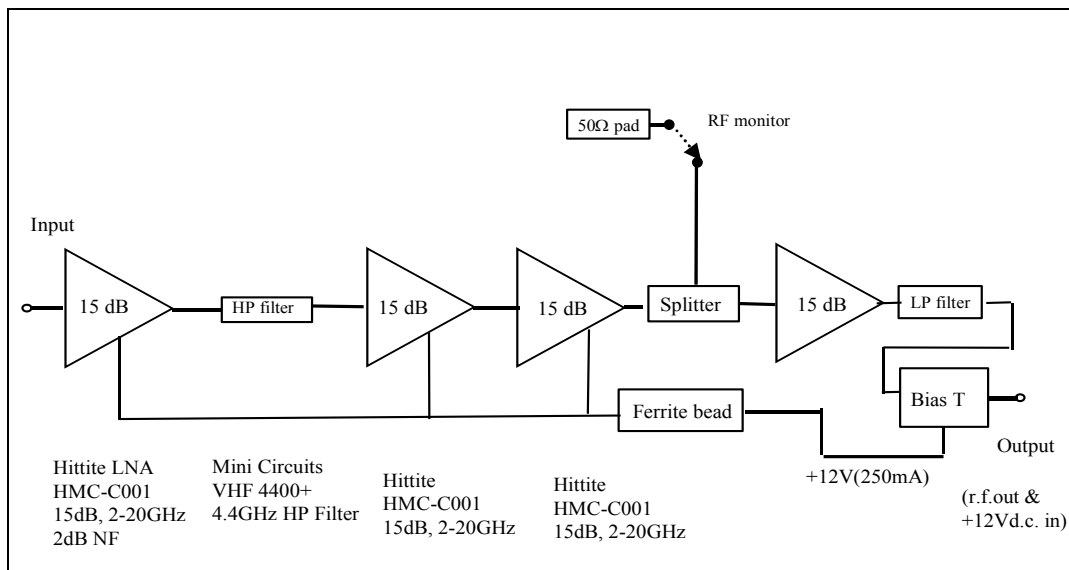 50Ω pad
RF monitor
Input
15 dB
HP filter
15 dB
15 dB
Splitter
15 dB
LP filter
Ferrite bead
Bias T
Output
+12V(250mA)
(r.f.out &
+12Vd.c. in)
Hittite LNA
HMC-C001
15dB, 2-20GHz
2dB NF
Mini Circuits
VHF 4400+
4.4GHz HP Filter
Hittite
HMC-C001
15dB, 2-20GHz
Hittite
HMC-C001
15dB, 2-20GHz